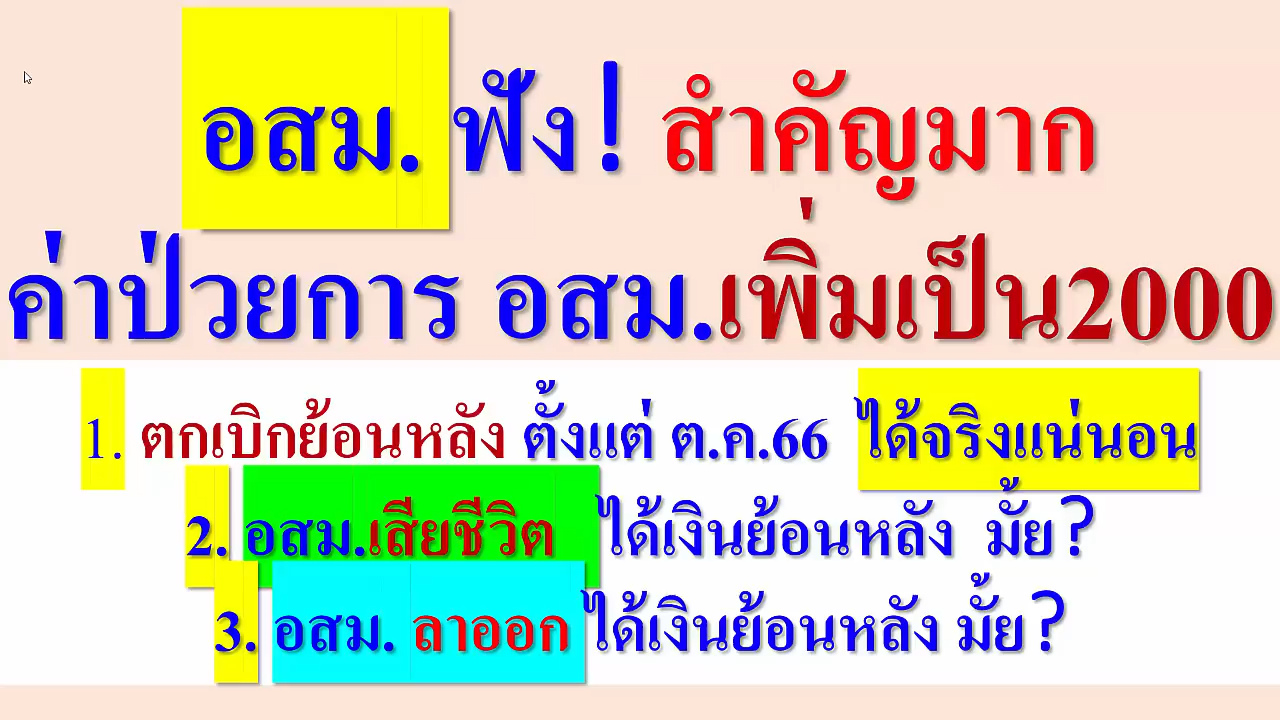 อสม. ฟัง! สำคัญมาก
ค่าป่วยการ อสม.เพิ่มเป็น2000
1. ตกเบิกย้อนหลัง ตั้งแต่ ต.ค.66 ได้จริงแน่นอน
2. อสม.เสียชีวิต ได้เงินย้อนหลัง มั้ย?
3. อสม. ลาออก ได้เงินย้อนหลัง มั้ย?